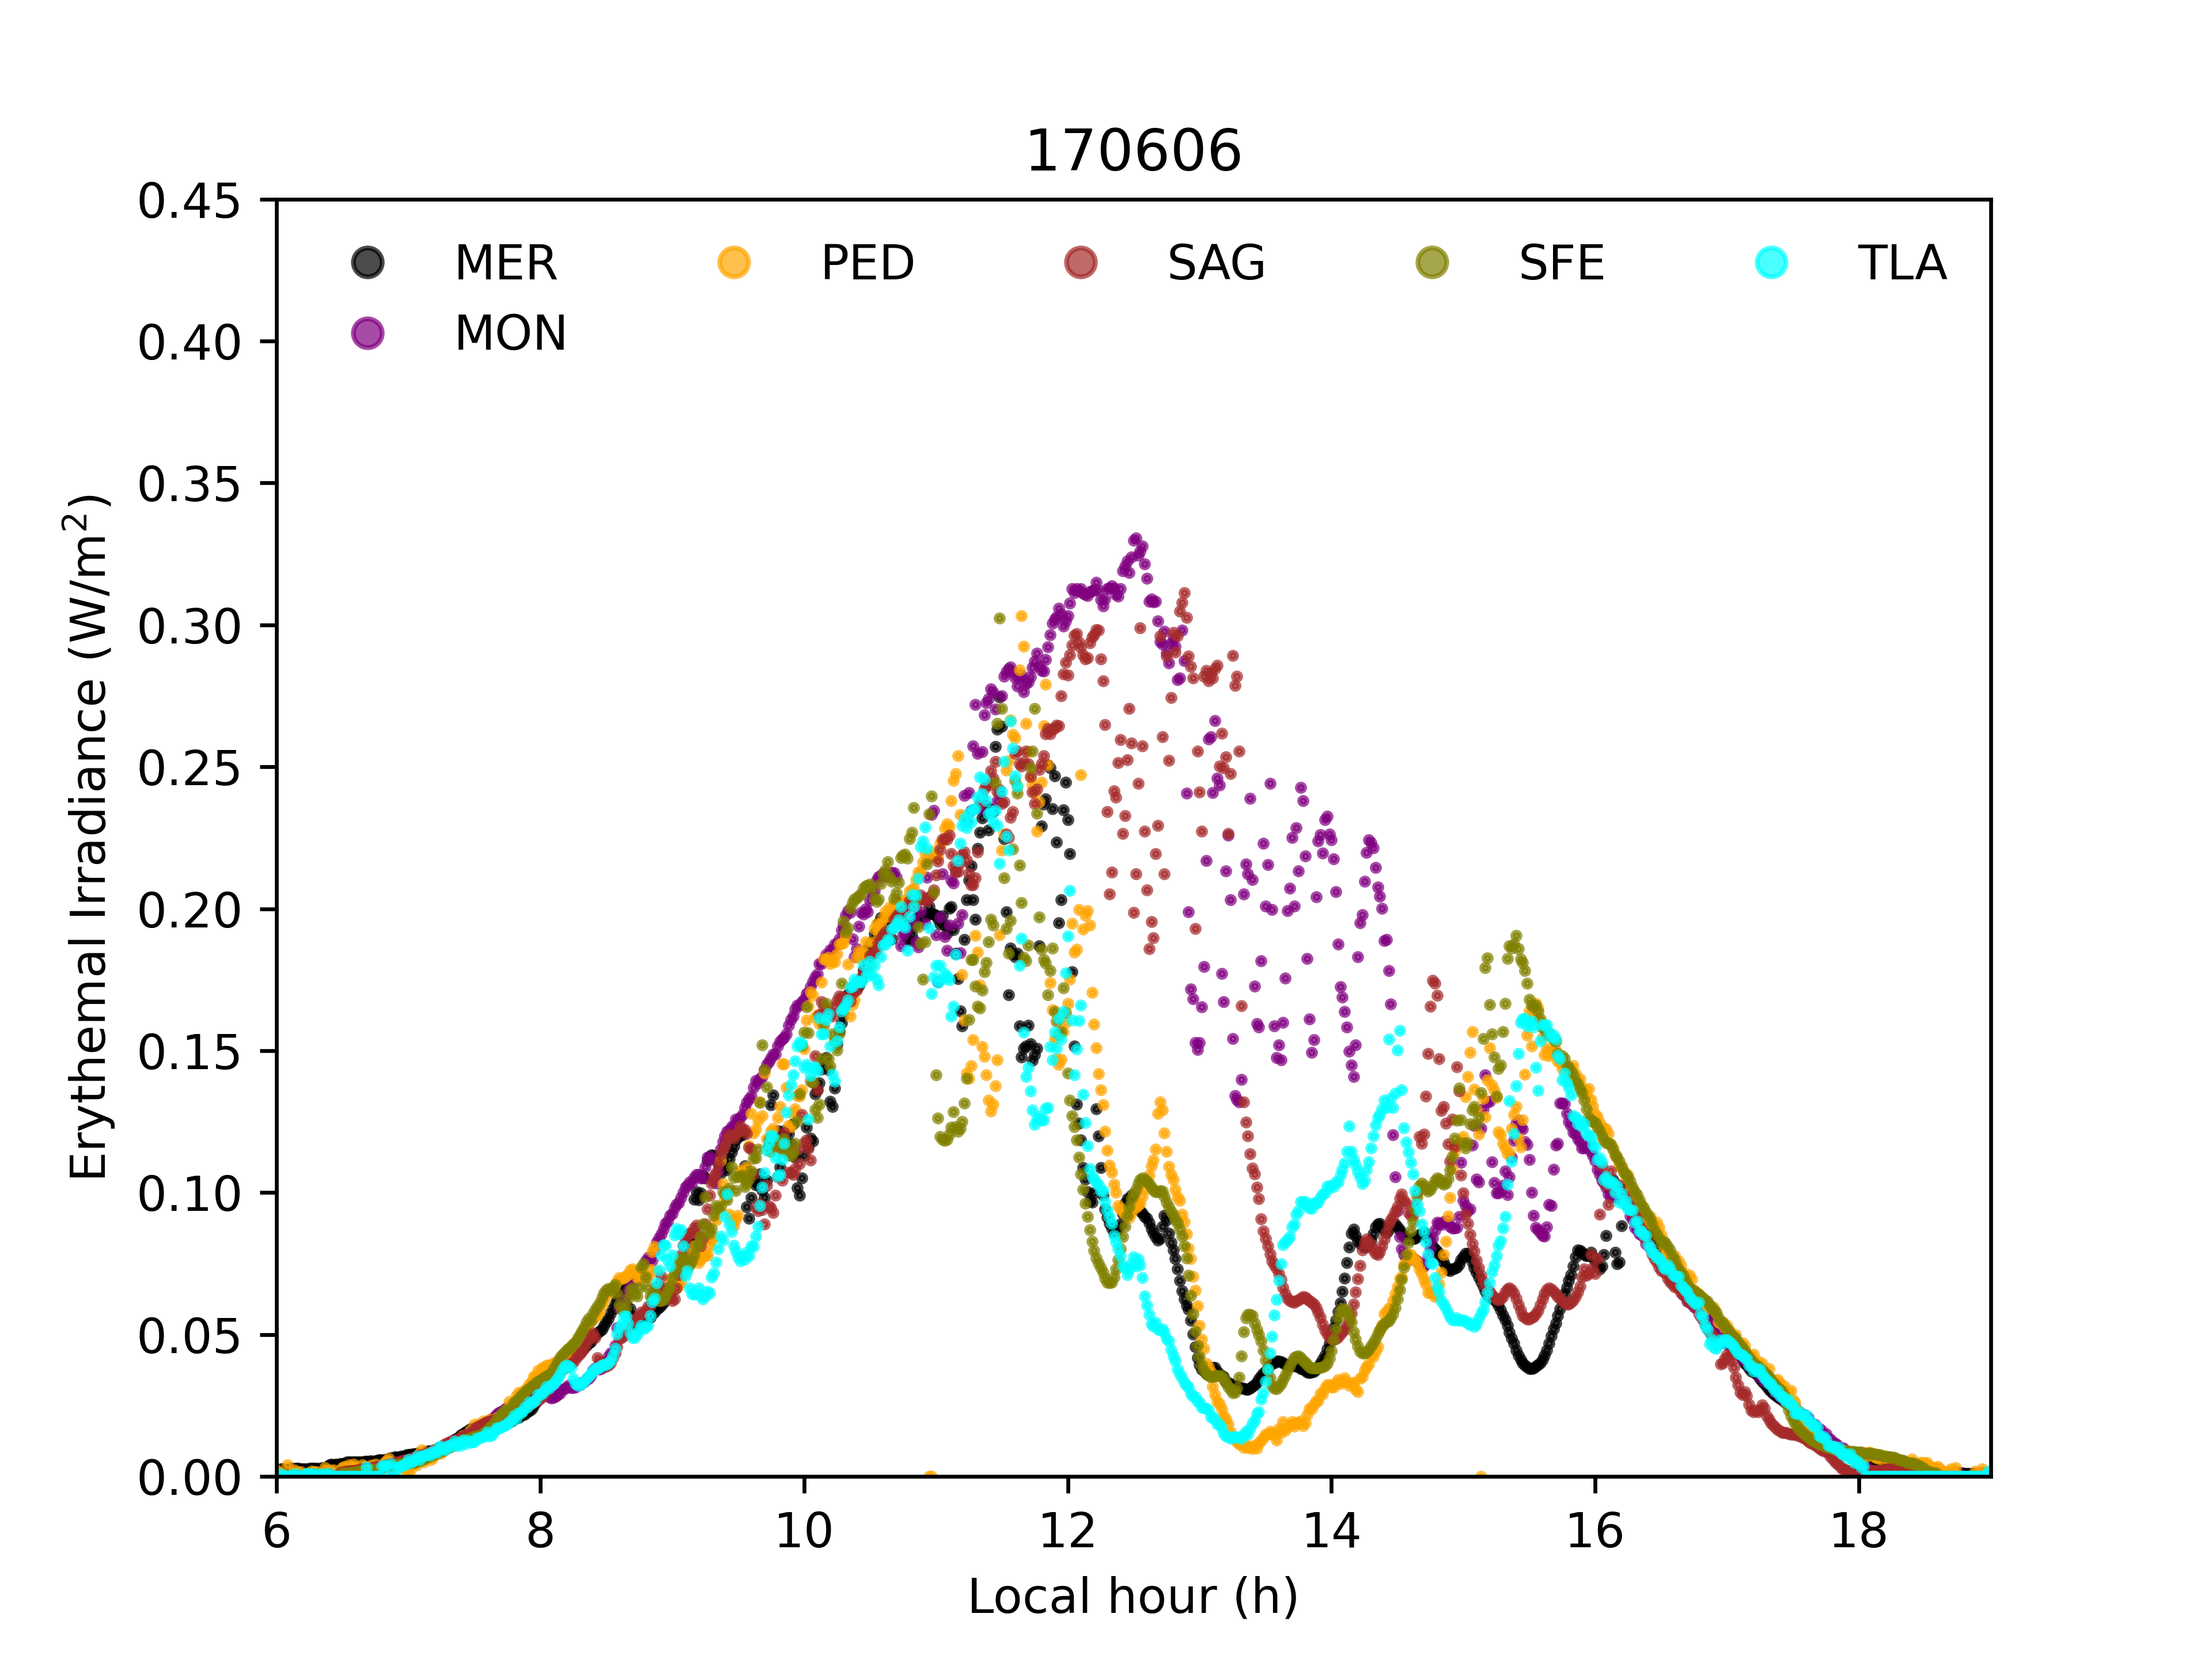 170606
MER PED SAG SFE TLA
MON
0.45
0.40
0.35
0.30
0.25
0.20
0.15
0.10
0.05
0.00
Erythemal Irradiance (W/m²)
6 8 10 12 14 16 18
Local hour (h)